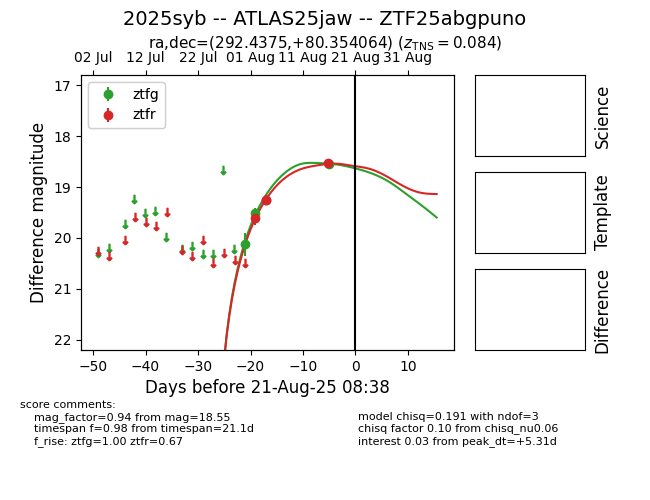 2025syb -- ATLAS25jaw -- ZTF25abgpuno
ra,dec=(292.4375,+80.354064) (z_TNS = 0.084)
02 Jul 12 Jul 22 Jul 01 Aug 11 Aug 21 Aug 31 Aug
17
18
19
20
21
22
Difference magnitude
ztfg
ztfr
−50 −40 −30 −20 −10 0 10
Days before 21-Aug-25 08:38
Science
Template
Difference
score comments:
mag_factor=0.94 from mag=18.55
timespan f=0.98 from timespan=21.1d
f_rise: ztfg=1.00 ztfr=0.67
model chisq=0.191 with ndof=3
chisq factor 0.10 from chisq_nu0.06
interest 0.03 from peak_dt=+5.31d